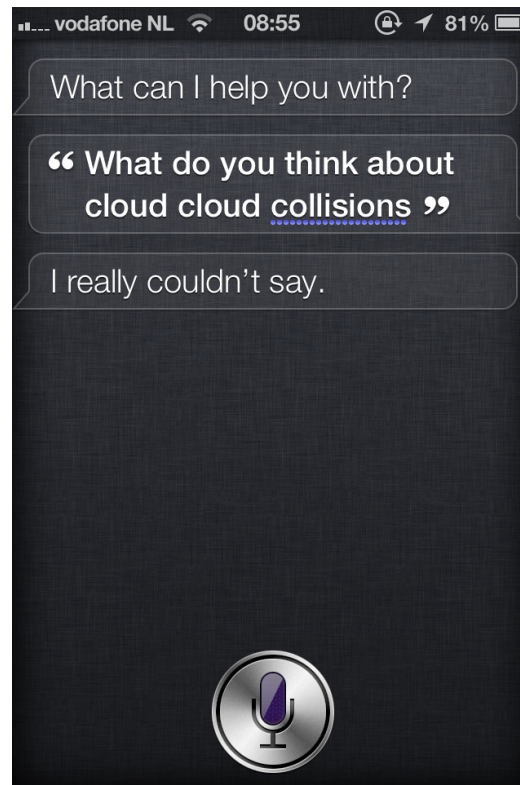 vodafone NL 08:55 81%
What can I help you with?
“ What do you think about
cloud cloud collisions ”
I really couldn’t say.